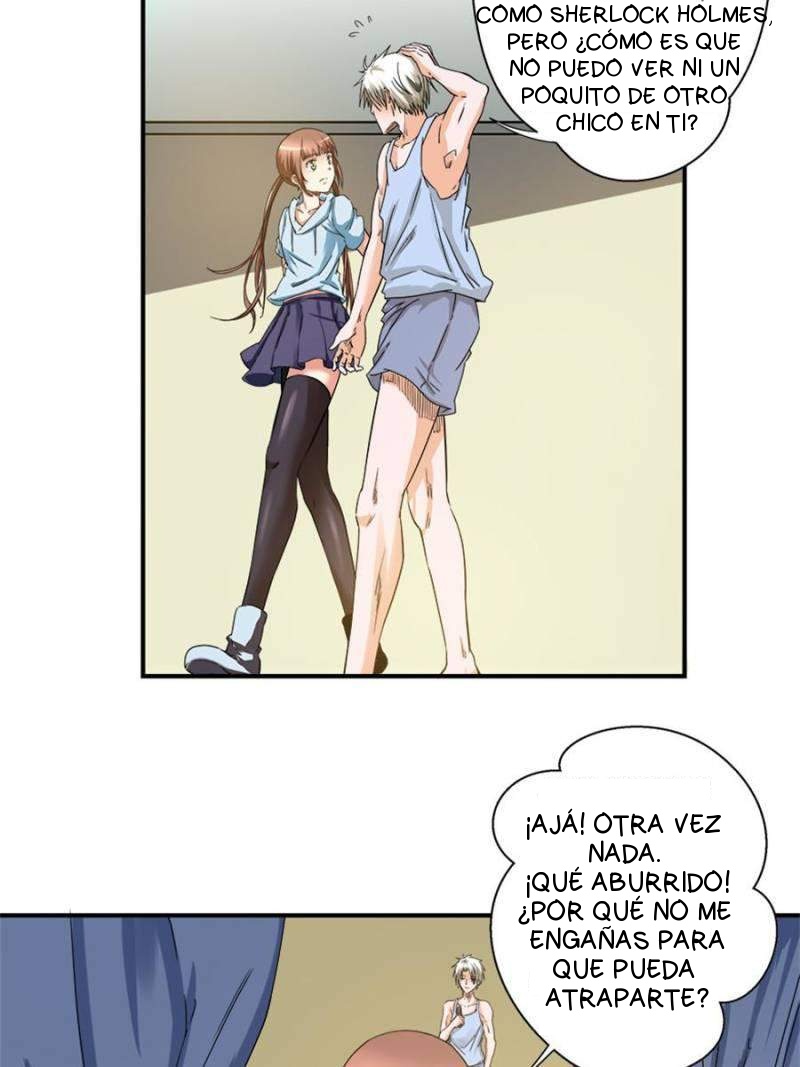 CÓMO SHERLOCK HOLMES,
PERO ¿CÓMO ES QUE
NO PUEDO VER NI UN
POQUITO DE OTRO
CHICO EN TI?
¡AJÁ! OTRA VEZ
NADA.
¡QUÉ ABURRIDO!
¿POR QUÉ NO ME
ENGAÑAS PARA
QUE PUEDA
ATRAPARTE?